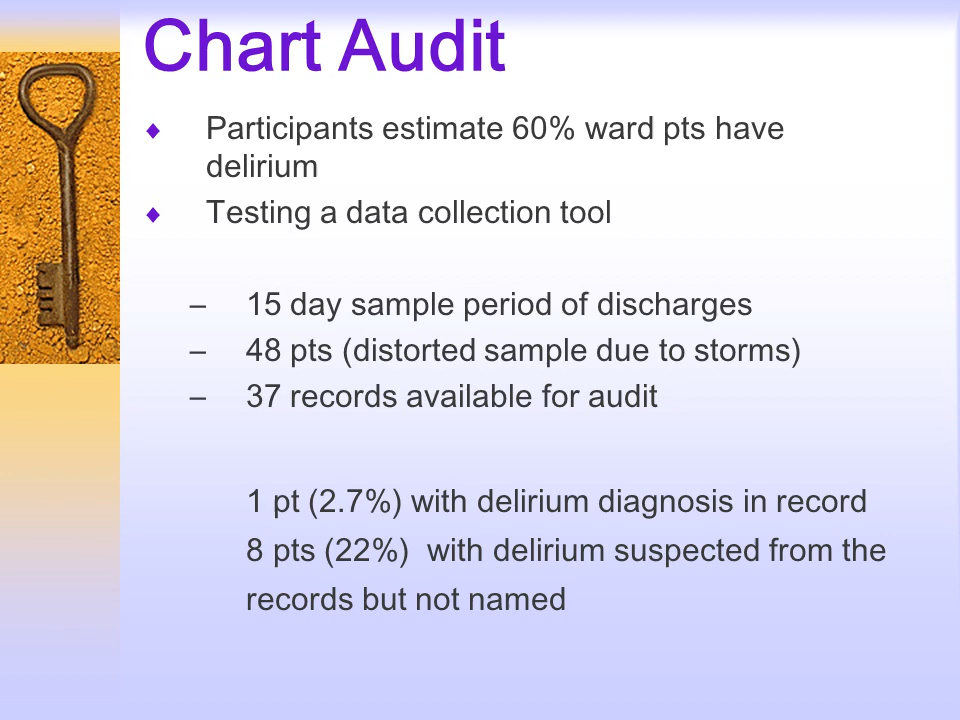 Chart Audit
♦ Participants estimate 60% ward pts have
delirium
♦ Testing a data collection tool
– 15 day sample period of discharges
– 48 pts (distorted sample due to storms)
– 37 records available for audit
1 pt (2.7%) with delirium diagnosis in record
8 pts (22%) with delirium suspected from the
records but not named